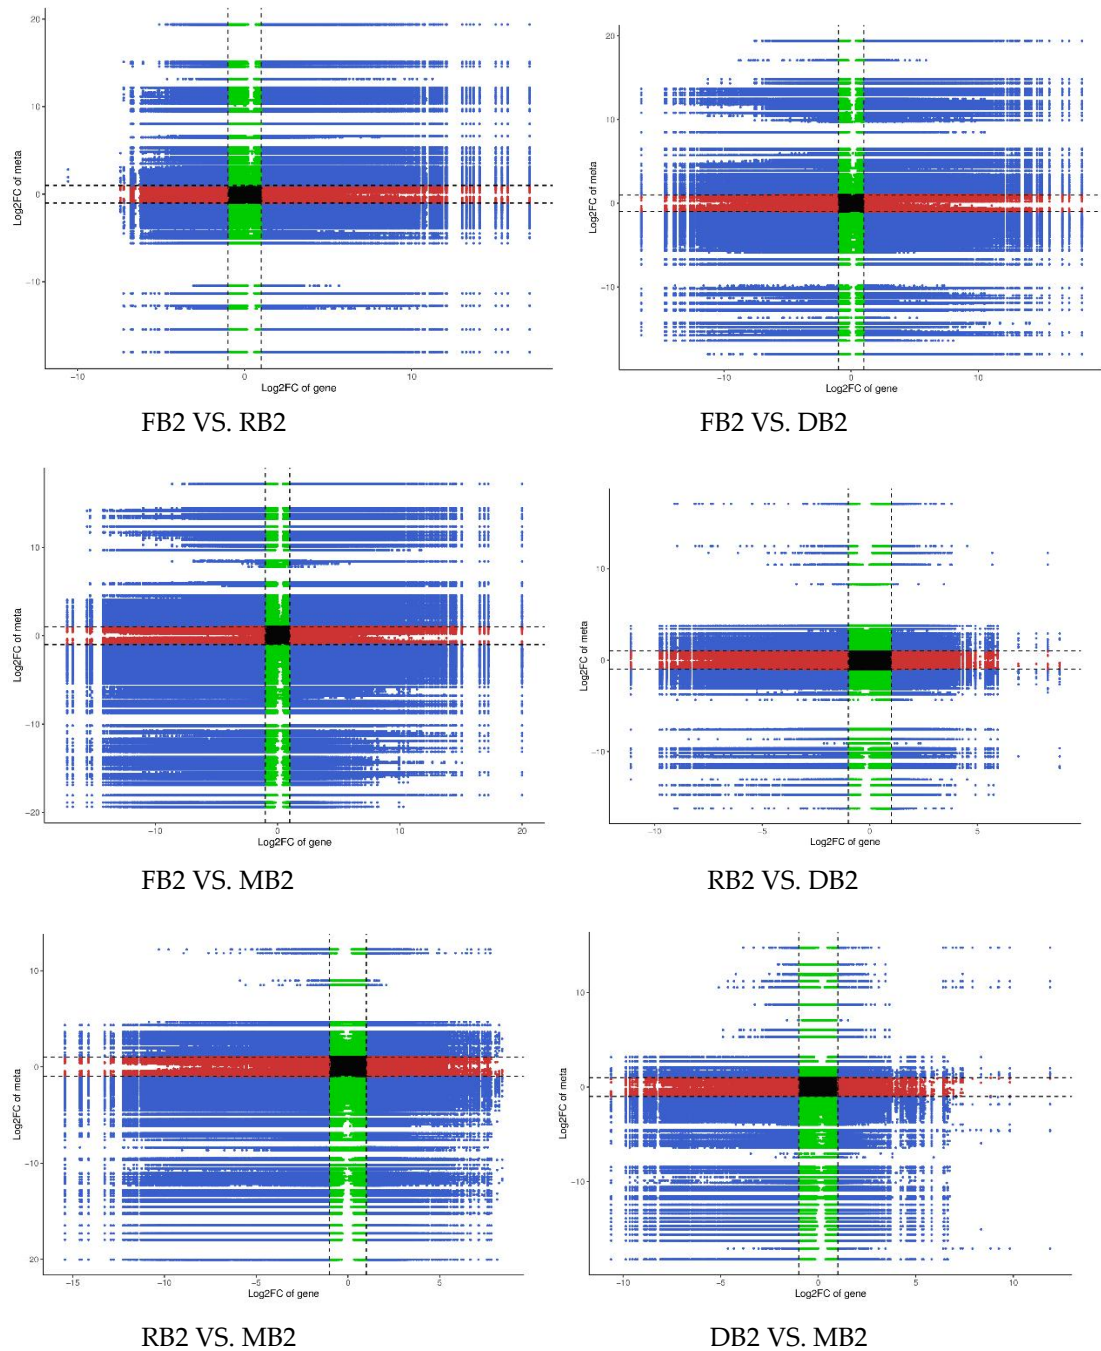 20
10
0
−10
Log2FC of meta
−10
0
10
Log2FC of gene
FB2 VS. RB2
20
10
0
−10
Log2FC of meta
−10
0
10
Log2FC of gene
FB2 VS. DB2
10
0
−10
−20
Log2FC of meta
−10
0
10
20
Log2FC of gene
FB2 VS. MB2
10
0
−10
Log2FC of meta
−10
−5
0
5
Log2FC of gene
RB2 VS. DB2
10
0
−10
20
Log2FC of meta
−15
−10
−5
0
5
Log2FC of gene
RB2 VS. MB2
10
0
−10
Log2FC of meta
−10
−5
0
5
10
Log2FC of gene
DB2 VS. MB2